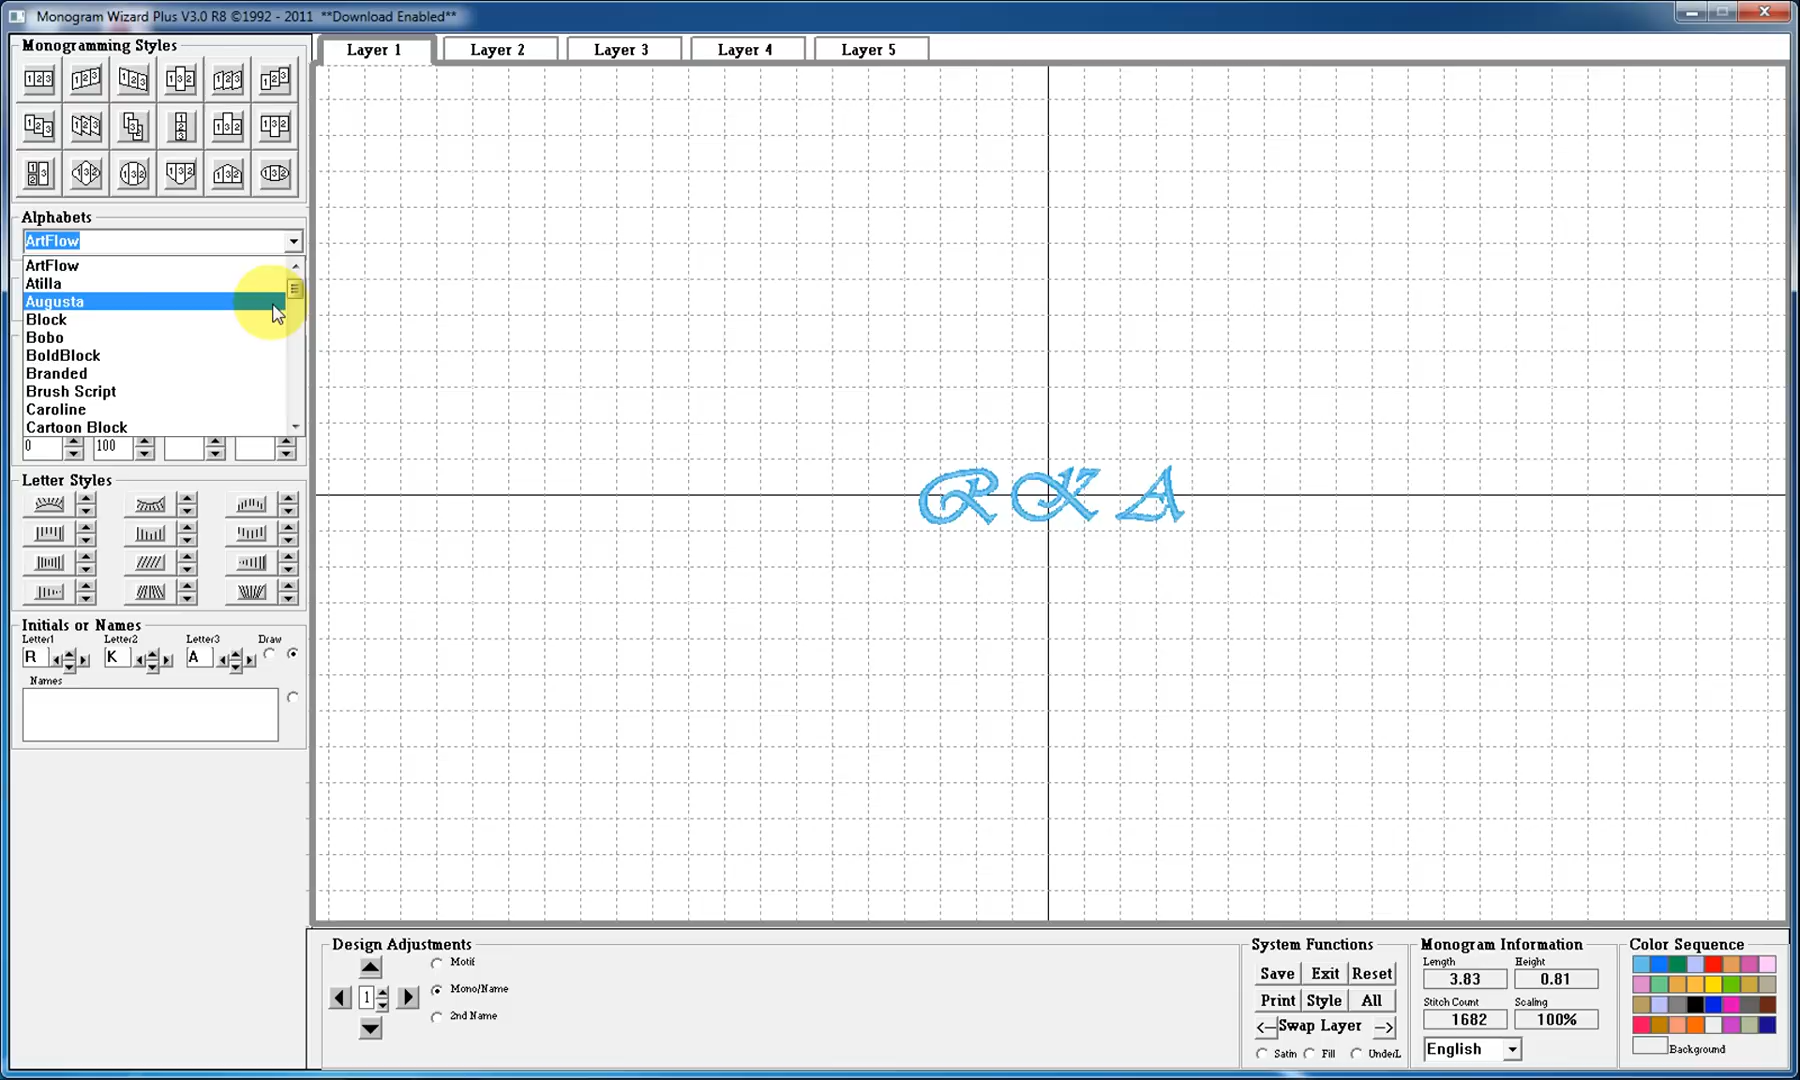 Monogram Wizard Plus V3.0 R8 ©1992 - 2011 **Download Enabled**
Monogramming Styles
Layer 1
Layer 2
Layer 3
Layer 4
Layer 5
Alphabets
ArtFlow
ArtFlow
Atilla
Augusta
Block
Bobo
BoldBlock
Branded
Brush Script
Caroline
Cartoon Block
0
100
R K A
Letter Styles
Initials or Names
Letter1
Letter2
Letter3
Draw
R
K
A
Names
Design Adjustments
Motif
1
Mono/Name
2nd Name
System Functions
Save
Exit
Reset
Print
Style
All
<-- Swap Layer -->
Satin
Fill
UnderL
Monogram Information
Length
Height
3.83
0.81
Stitch Count
Scaling
1682
100%
English
Color Sequence
Background